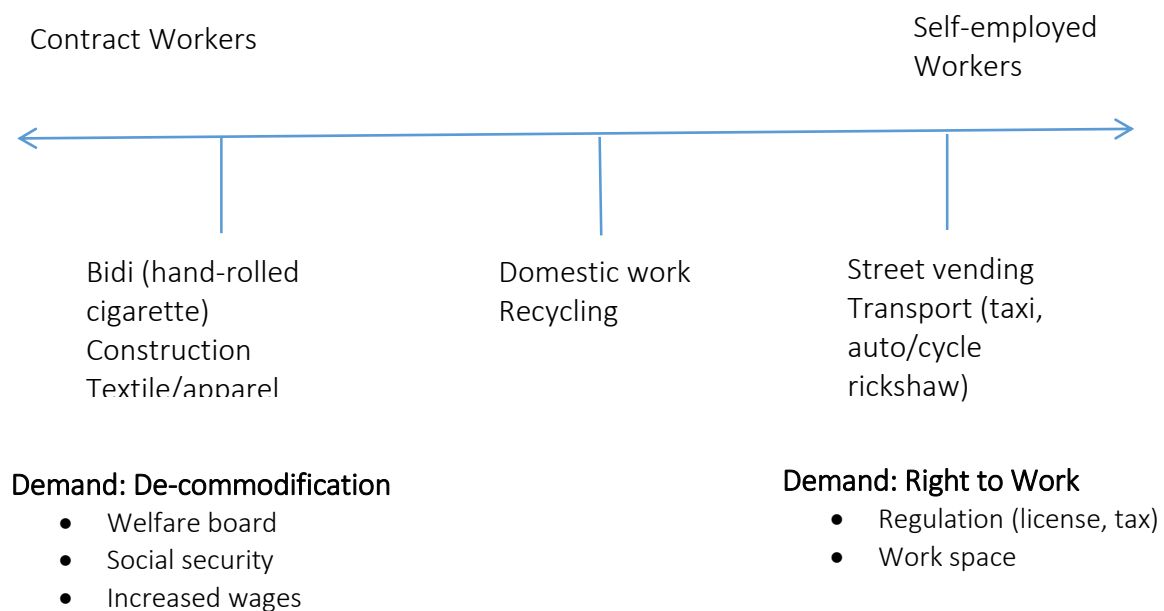 Contract Workers
Self-employed
Workers
Bidi (hand-rolled
cigarette)
Construction
Textile/apparel
Domestic work
Recycling
Street vending
Transport (taxi,
auto/cycle
rickshaw)
Demand: De-commodification
• Welfare board
• Social security
• Increased wages
Demand: Right to Work
• Regulation (license, tax)
• Work space